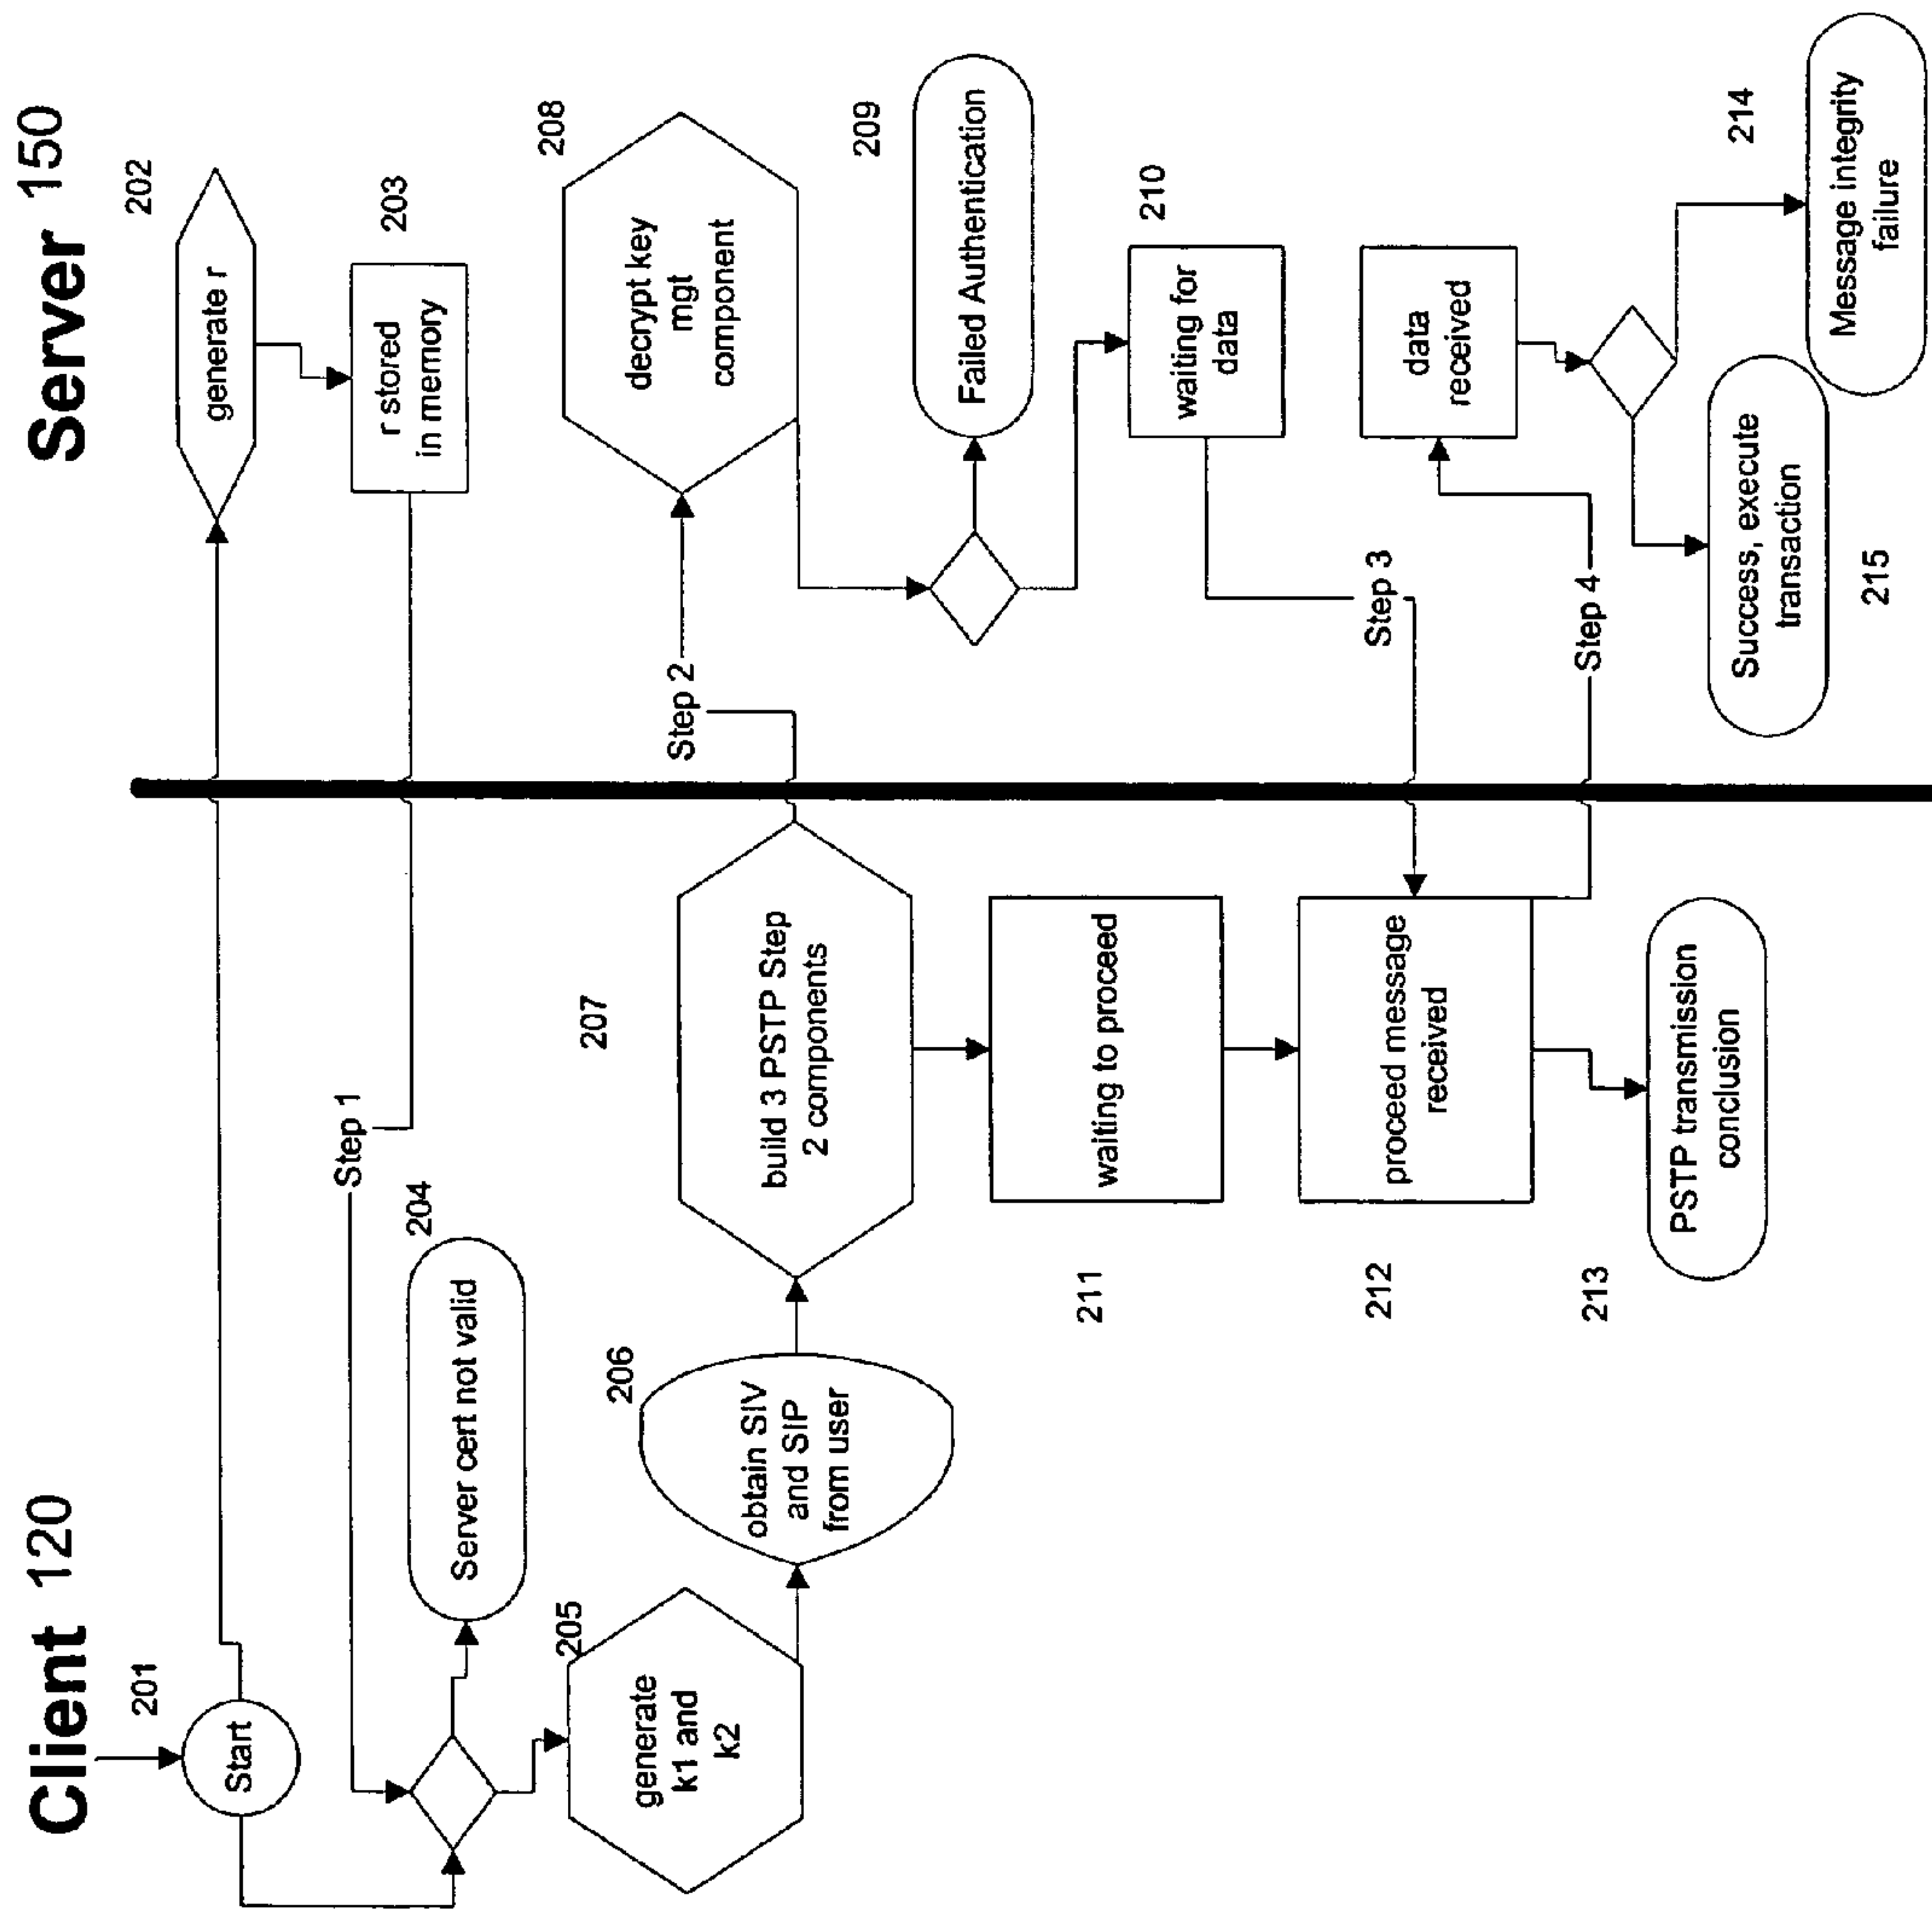 Client 120
Server 150
201
Start
202
generate r
203
r stored
in memory
Step 1
204
Server cert not valid
205
generate
k1 and
k2
206
obtain SIV
and SIP
from user
207
build 3 PSTP Step
2 components
Step 2
208
decrypt key
mgt
component
209
Failed Authentication
210
waiting for
data
211
waiting to proceed
Step 3
212
proceed message
received
Step 4
data
received
213
PSTP transmission
conclusion
214
Message integrity
failure
Success, execute
transaction
215